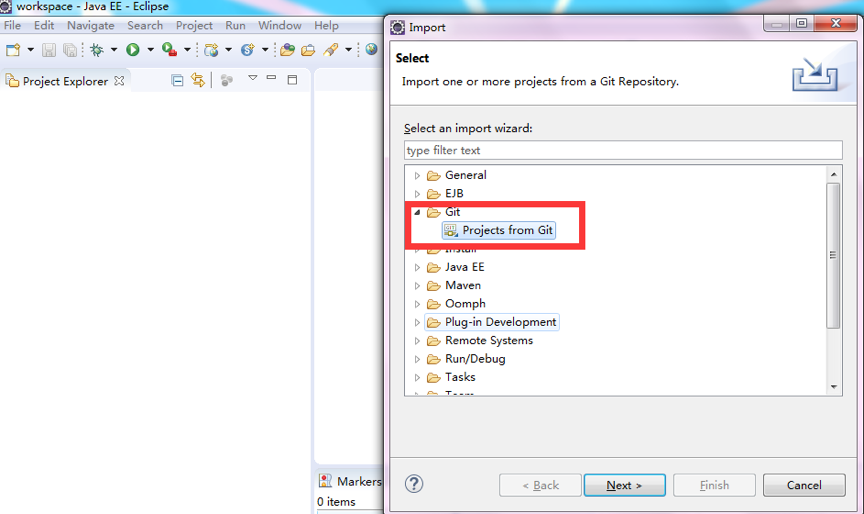 workspace - Java EE - Eclipse
File Edit Navigate Search Project Run Window Help
Project Explorer
Markers
0 items
Import
Select
Import one or more projects from a Git Repository.
Select an import wizard:
type filter text
General
EJB
Git
Projects from Git
Install
Java EE
Maven
Oomph
Plug-in Development
Remote Systems
Run/Debug
Tasks
Team
< Back
Next >
Finish
Cancel